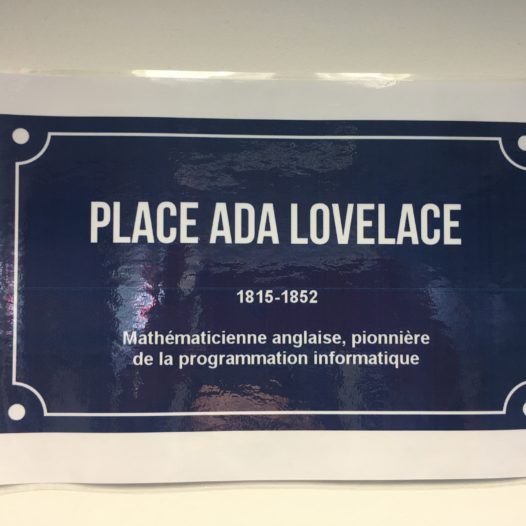 PLACE ADA LOVELACE
1815-1852
Mathématicienne anglaise, pionnière
de la programmation informatique